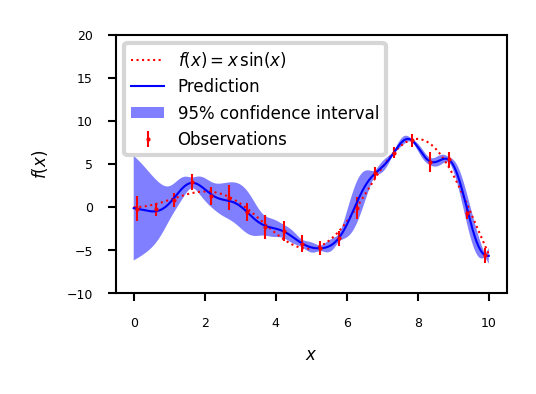 20
15
10
5
0
−5
−10
f(x)
f(x) = x sin(x)
Prediction
95% confidence interval
Observations
0 2 4 6 8 10
x